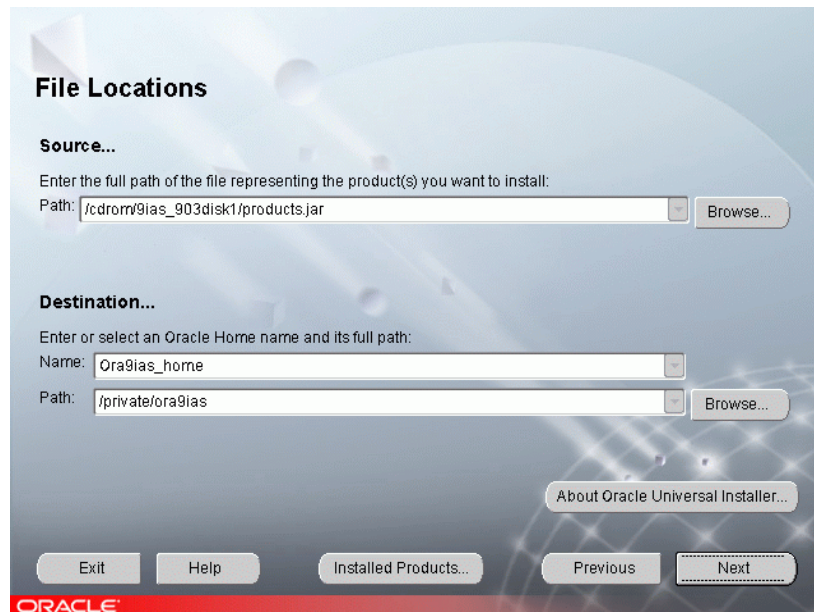 File Locations
Source...
Enter the full path of the file representing the product(s) you want to install:
Path: /cdrom/9ias_903disk1/products.jar Browse...
Destination...
Enter or select an Oracle Home name and its full path:
Name: Ora9ias_home
Path: /private/ora9ias Browse...
About Oracle Universal Installer...
Exit Help Installed Products... Previous Next
ORACLE